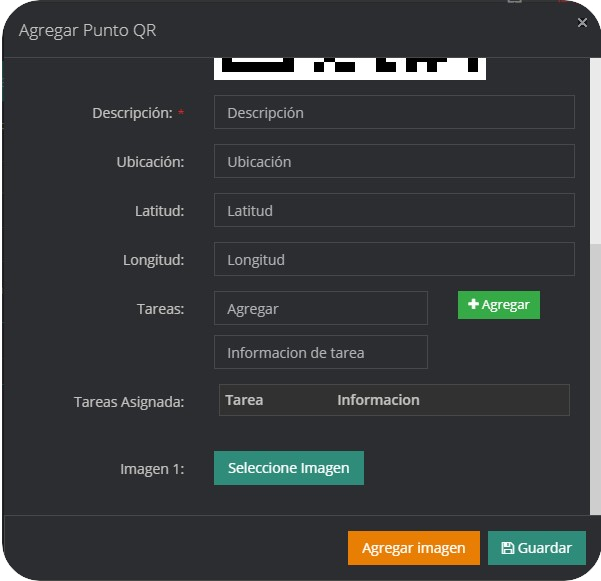 Agregar Punto QR
×
Descripción: * Descripción
Ubicación: Ubicación
Latitud: Latitud
Longitud: Longitud
Tareas: Agregar + Agregar
Informacion de tarea
Tareas Asignada: Tarea Informacion
Imagen 1: Seleccione Imagen
Agregar imagen Guardar